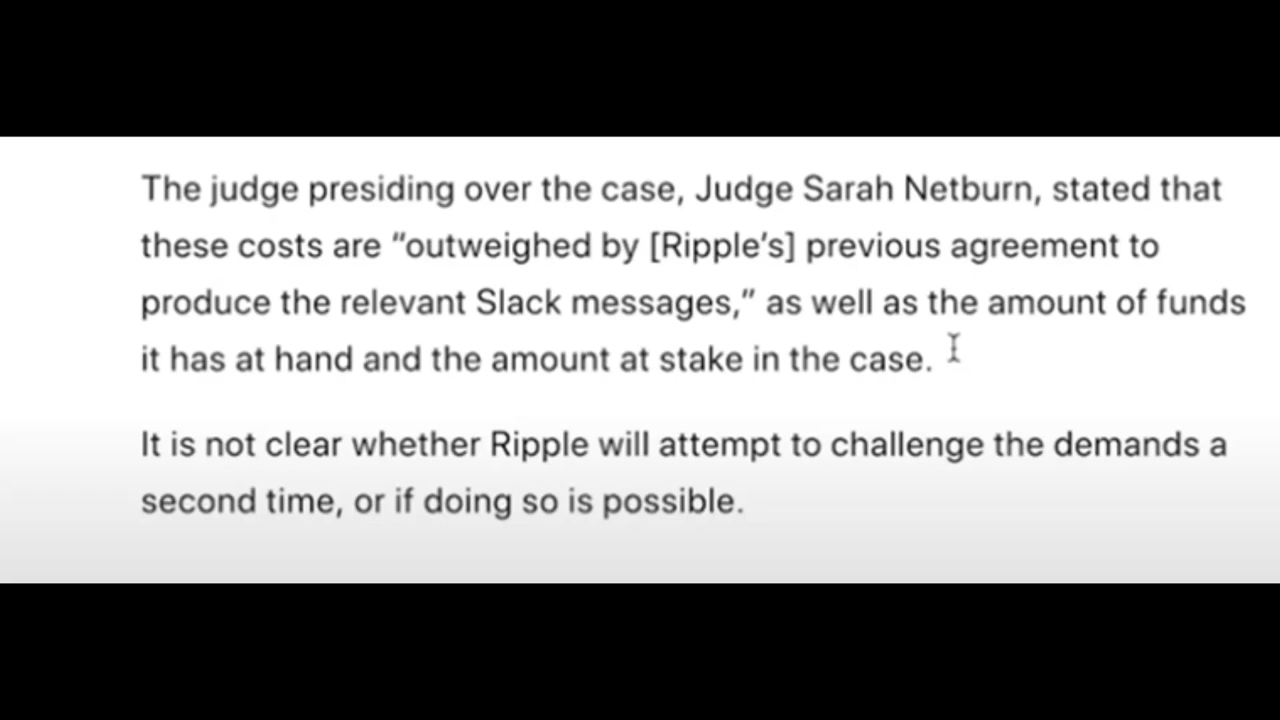 The judge presiding over the case, Judge Sarah Netburn, stated that
these costs are “outweighed by [Ripple’s] previous agreement to
produce the relevant Slack messages,” as well as the amount of funds
it has at hand and the amount at stake in the case.
It is not clear whether Ripple will attempt to challenge the demands a
second time, or if doing so is possible.